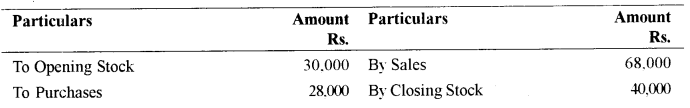 Particulars Amount Particulars Amount
Rs. Rs.
To Opening Stock 30,000 By Sales 68,000
To Purchases 28,000 By Closing Stock 40,000